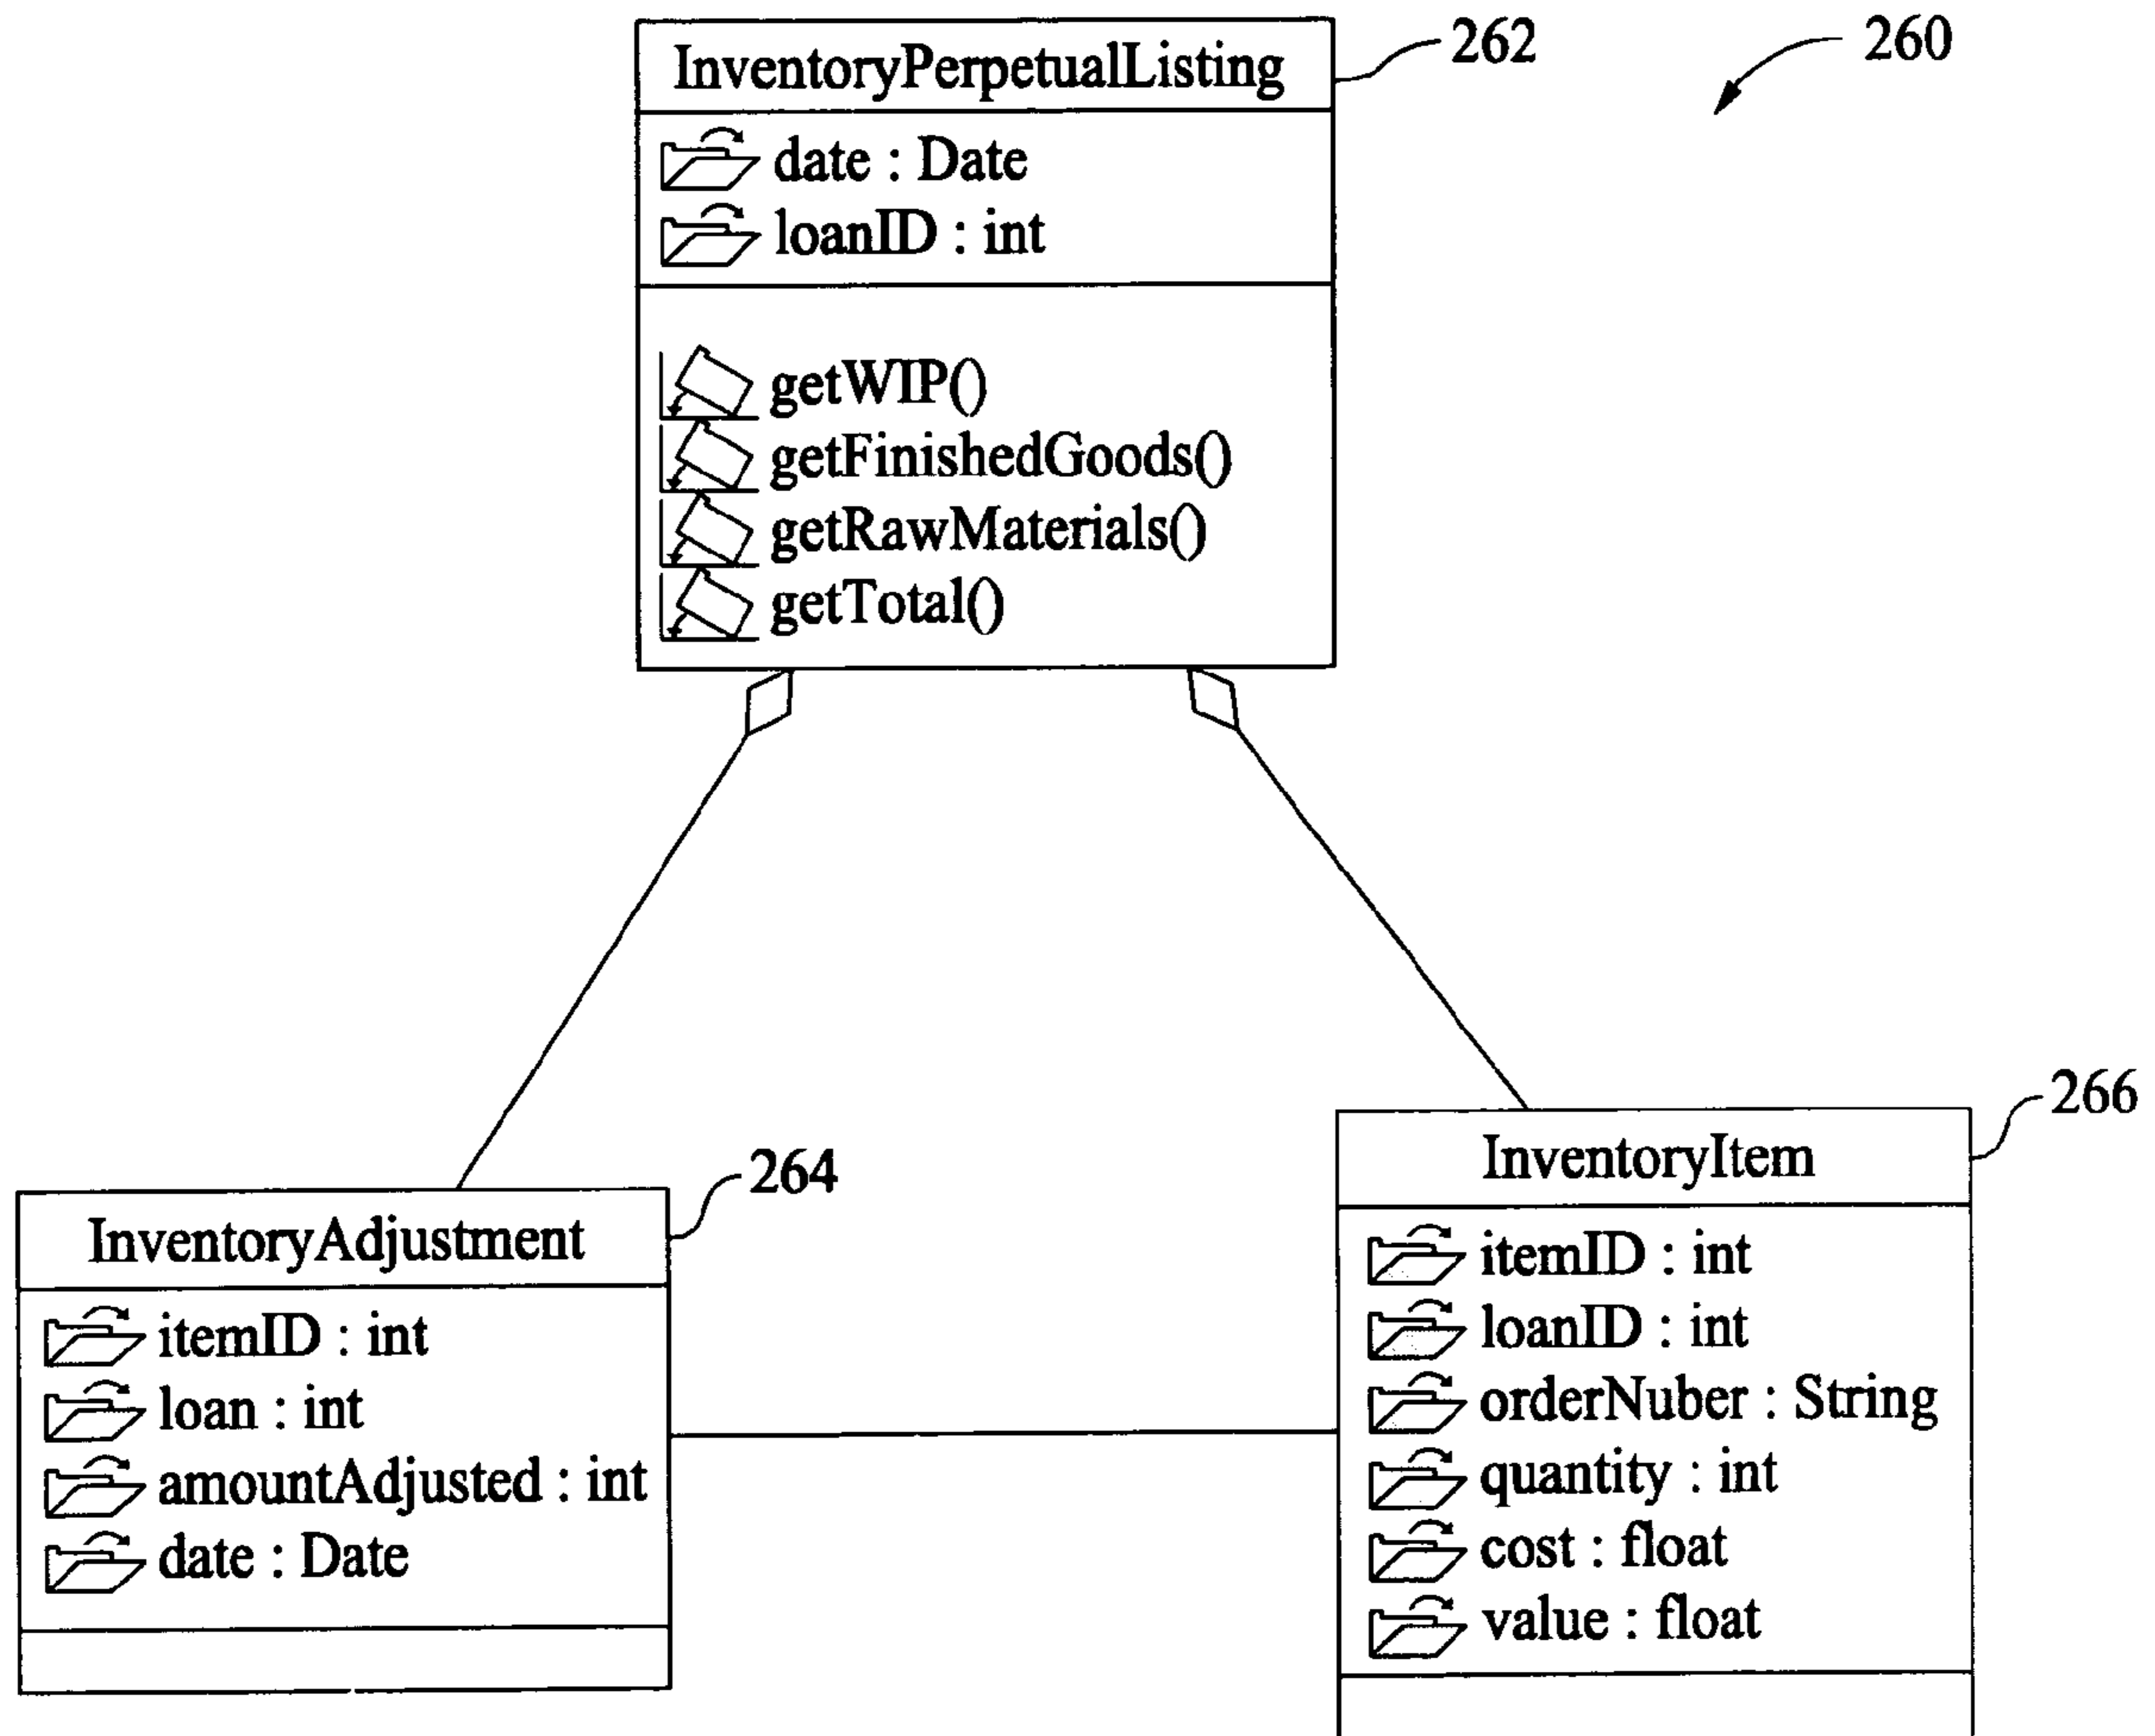 260
262
InventoryPerpetualListing
date : Date
loanID : int
getWIP()
getFinishedGoods()
getRawMaterials()
getTotal()
264
InventoryAdjustment
itemID : int
loan : int
amountAdjusted : int
date : Date
266
InventoryItem
itemID : int
loanID : int
orderNuber : String
quantity : int
cost : float
value : float